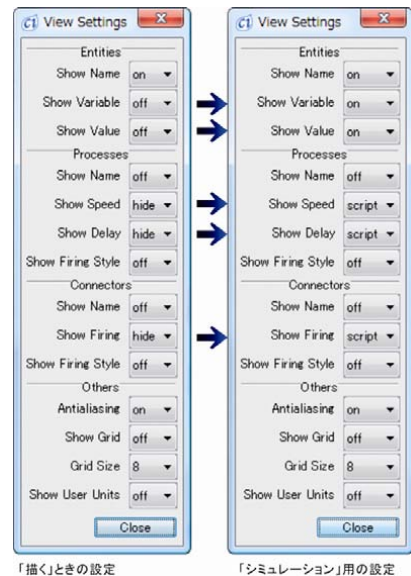 View Settings
Entities
Show Name on
Show Variable off
Show Value off
Processes
Show Name off
Show Speed hide
Show Delay hide
Show Firing Style off
Connectors
Show Name off
Show Firing hide
Show Firing Style off
Others
Antialiasing on
Show Grid off
Grid Size 8
Show User Units off
Close
「描く」ときの設定
View Settings
Entities
Show Name on
Show Variable on
Show Value on
Processes
Show Name off
Show Speed script
Show Delay script
Show Firing Style off
Connectors
Show Name off
Show Firing script
Show Firing Style off
Others
Antialiasing on
Show Grid off
Grid Size 8
Show User Units off
Close
「シミュレーション」用の設定